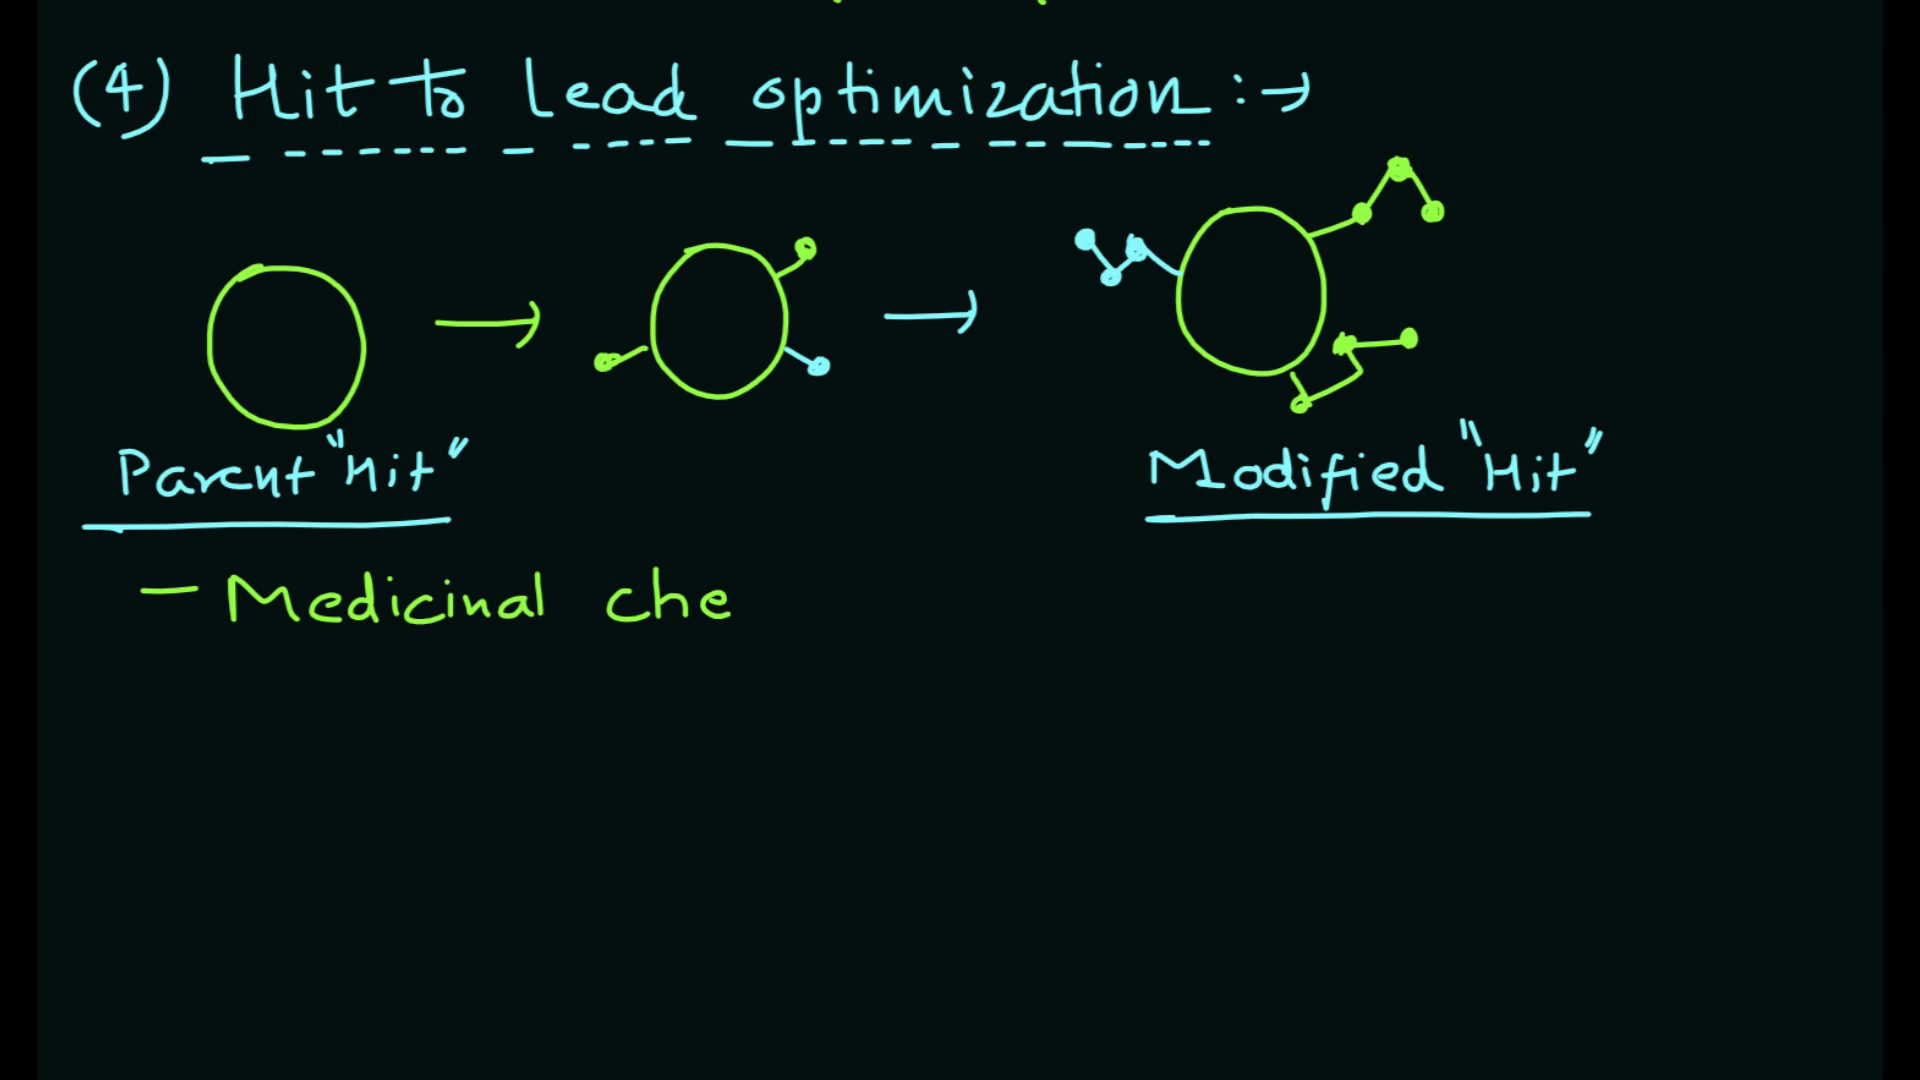 (4) Hit to Lead optimization :→
Parent "Hit"
Modified "Hit"
- Medicinal che